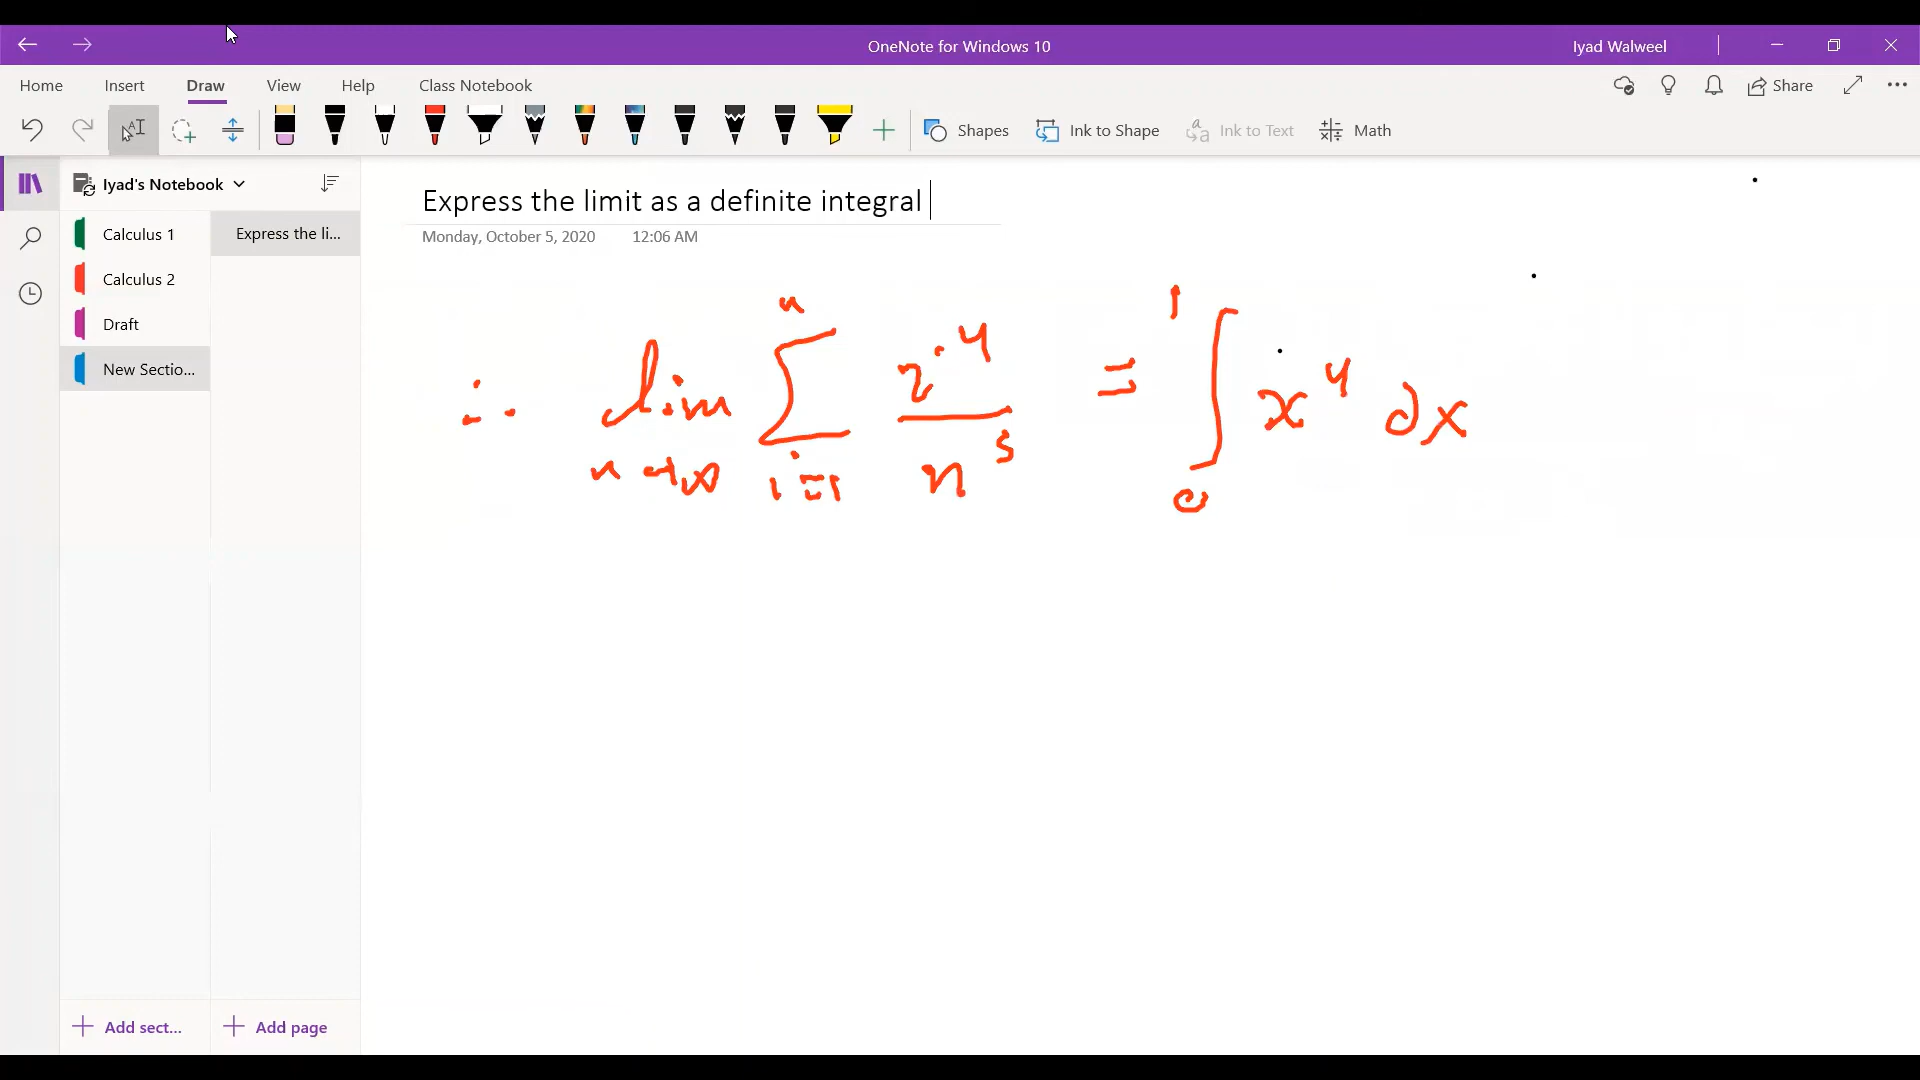 OneNote for Windows 10
Iyad Walweel
Home Insert Draw View Help Class Notebook Share
Shapes Ink to Shape Ink to Text Math
Iyad's Notebook
Calculus 1
Calculus 2
Draft
New Sectio...
Express the li...
Express the limit as a definite integral
Monday, October 5, 2020 12:06 AM
∴ lim n→∞ ∑ i=1 n i^4 / n^5 = ∫ 0 1 x^4 dx
Add sect...
Add page